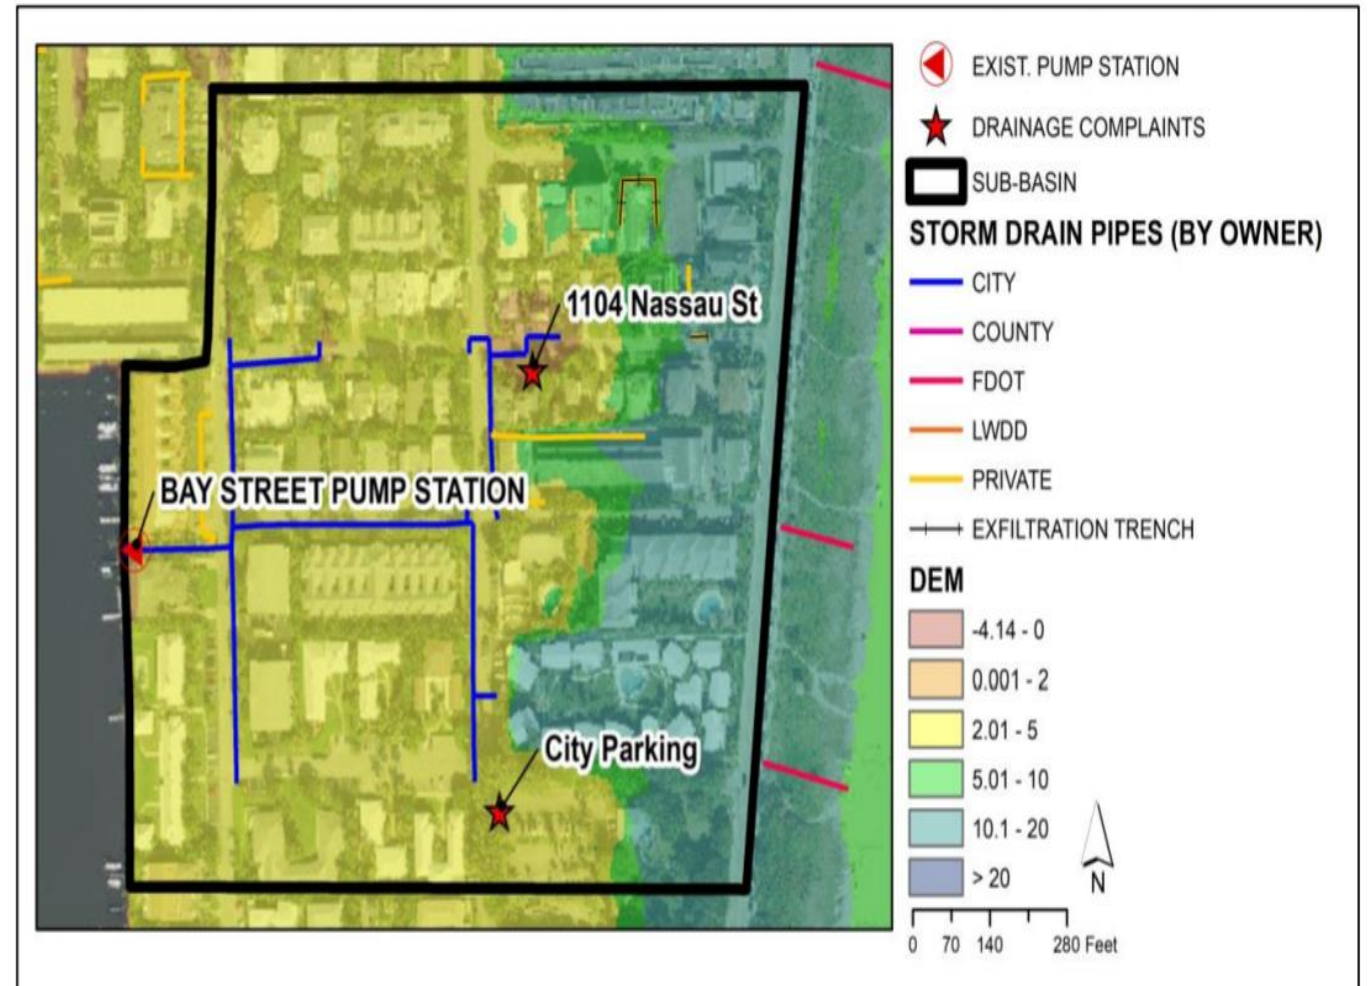 1104 Nassau St
BAY STREET PUMP STATION
City Parking
EXIST. PUMP STATION
DRAINAGE COMPLAINTS
SUB-BASIN
STORM DRAIN PIPES (BY OWNER)
CITY
COUNTY
FDOT
LWDD
PRIVATE
EXFILTRATION TRENCH
DEM
-4.14 - 0
0.001 - 2
2.01 - 5
5.01 - 10
10.1 - 20
> 20
N
0 70 140 280 Feet